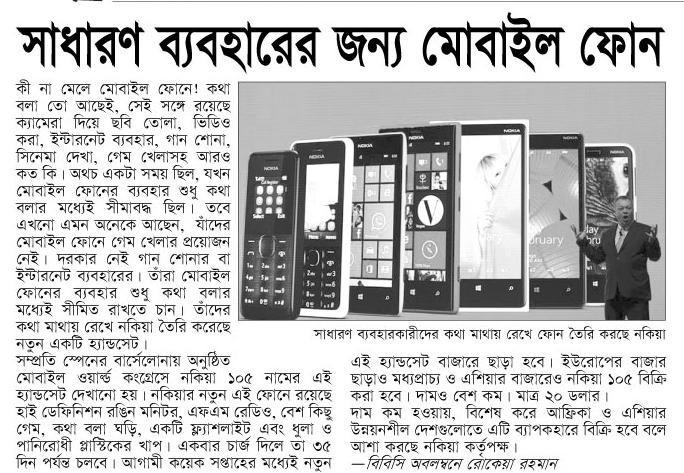 সাধারণ ব্যবহারের জন্য মোবাইল ফোন
কী না মেলে মোবাইল ফোনে! কথা
বলা তো আছেই, সেই সঙ্গে রয়েছে
ক্যামেরা দিয়ে ছবি তোলা, ভিডিও
করা, ইন্টারনেট ব্যবহার, গান শোনা,
সিনেমা দেখা, গেম খেলাসহ আরও
কত কি। অথচ একটা সময় ছিল, যখন
মোবাইল ফোনের ব্যবহার শুধু কথা
বলার মধ্যেই সীমাবদ্ধ ছিল। তবে
এখনো এমন অনেকে আছেন, যাঁদের
মোবাইল ফোনে গেম খেলার প্রয়োজন
নেই। দরকার নেই গান শোনার বা
ইন্টারনেট ব্যবহারের। তাঁরা মোবাইল
ফোনের ব্যবহার শুধু কথা বলার
মধ্যেই সীমিত রাখতে চান। তাঁদের
কথা মাথায় রেখে নকিয়া তৈরি করেছে
নতুন একটি হ্যান্ডসেট।
সম্প্রতি স্পেনের বার্সেলোনায় অনুষ্ঠিত
মোবাইল ওয়ার্ল্ড কংগ্রেসে নকিয়া ১০৫ নামের এই
হ্যান্ডসেট দেখানো হয়। নকিয়ার নতুন এই ফোনে রয়েছে
হাই ডেফিনিশন রঙিন মনিটর, এফএম রেডিও, বেশ কিছু
গেম, কথা বলা ঘড়ি, একটি ফ্ল্যাশলাইট এবং ধুলা ও
পানিরোধী প্লাস্টিকের খাপ। একবার চার্জ দিলে তা ৩৫
দিন পর্যন্ত চলবে। আগামী কয়েক সপ্তাহের মধ্যেই নতুন
NOKIA
NOKIA
NOKIA
NOKIA
NOKIA
সাধারণ ব্যবহারকারীদের কথা মাথায় রেখে ফোন তৈরি করছে নকিয়া
এই হ্যান্ডসেট বাজারে ছাড়া হবে। ইউরোপের বাজার
ছাড়াও মধ্যপ্রাচ্য ও এশিয়ার বাজারেও নকিয়া ১০৫ বিক্রি
করা হবে। দামও বেশ কম। মাত্র ২০ ডলার।
দাম কম হওয়ায়, বিশেষ করে আফ্রিকা ও এশিয়ার
উন্নয়নশীল দেশগুলোতে এটি ব্যাপকহারে বিক্রি হবে বলে
আশা করছে নকিয়া কর্তৃপক্ষ।
—বিবিসি অবলম্বনে রোকেয়া রহমান